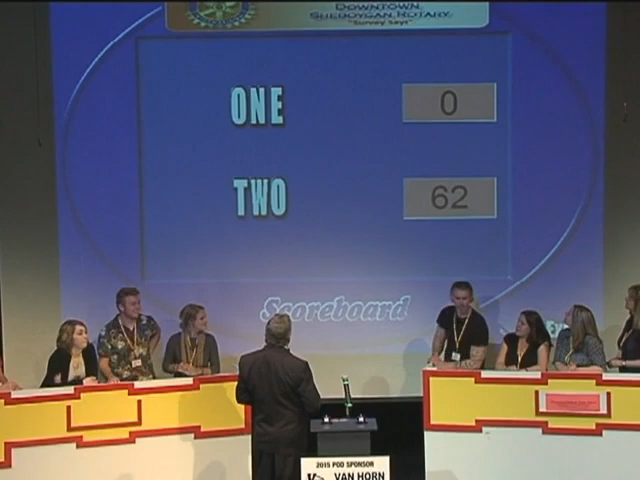 DOWNTOWN
SHEBOYGAN ROTARY
"Survey Says"
ONE 0
TWO 62
Scoreboard
2015 POD SPONSOR
VAN HORN